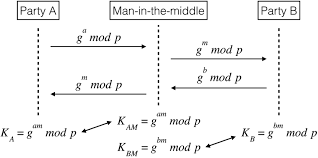 Party A Man-in-the-middle Party B
g^a mod p
g^m mod p
g^b mod p
g^m mod p
K_A = g^am mod p
K_AM = g^am mod p
K_BM = g^bm mod p
K_B = g^bm mod p